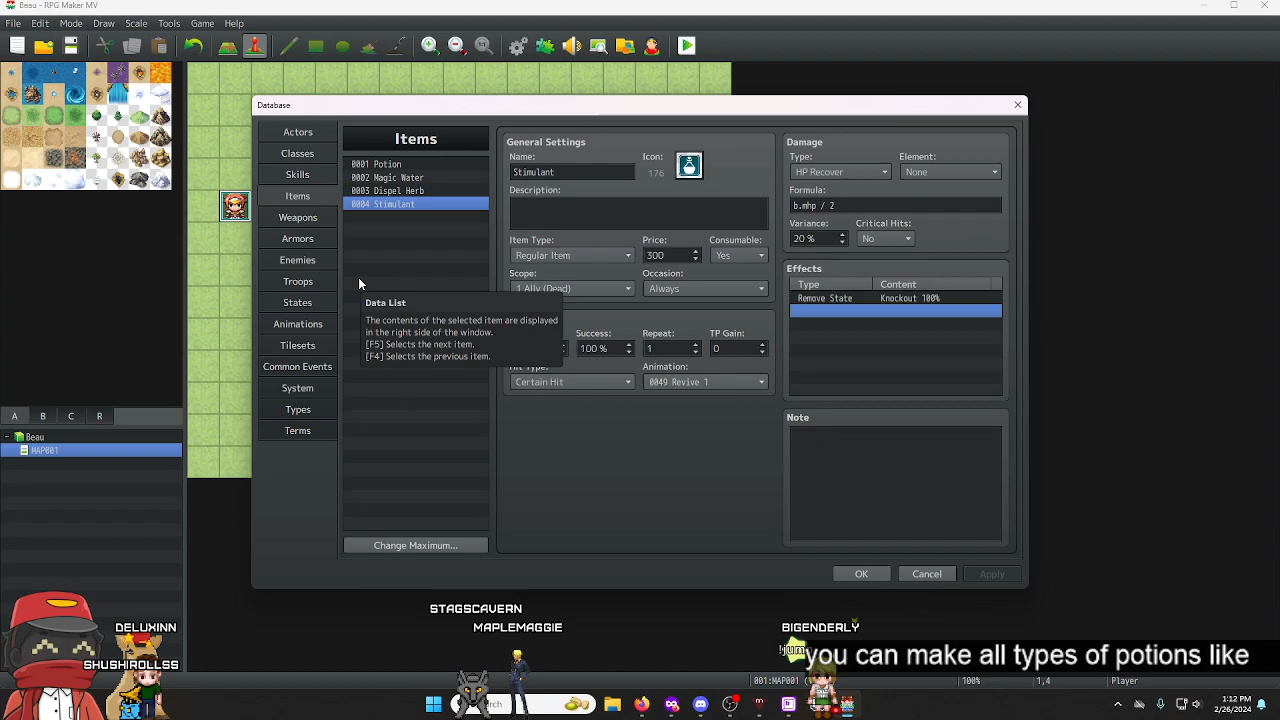 Beau - RPG Maker MV
File Edit Mode Draw Scale Tools Game Help
Database
Actors
Classes
Skills
Items
Weapons
Armors
Enemies
Troops
States
Animations
Tilesets
Common Events
System
Types
Terms
Items
0001 Potion
0002 Magic Water
0003 Dispel Herb
0004 Stimulant
Data List
The contents of the selected item are displayed
in the right side of the window.
[F5] Selects the next item.
[F4] Selects the previous item.
Change Maximum...
General Settings
Name: Icon:
Stimulant 176
Description:
Item Type: Price: Consumable:
Regular Item 300 Yes
Scope: Occasion:
1 Ally (Dead) Always
Success: Repeat: TP Gain:
100 % 1 0
Hit Type: Animation:
Certain Hit 0049 Revive 1
Damage
Type: Element:
HP Recover None
Formula:
b.mhp / 2
Variance: Critical Hits:
20 % No
Effects
Type Content
Remove State Knockout 100%
Note
OK Cancel Apply
A B C R
Beau
MAP001
DELUXINN
SHUSHIROLLSS
STAGSCAVERN
MAPLEMAGGIE
BIGENDERLY
!jump
you can make all types of potions like
001:MAP001 100% 1,4 Player
1:12 PM
2/26/2024